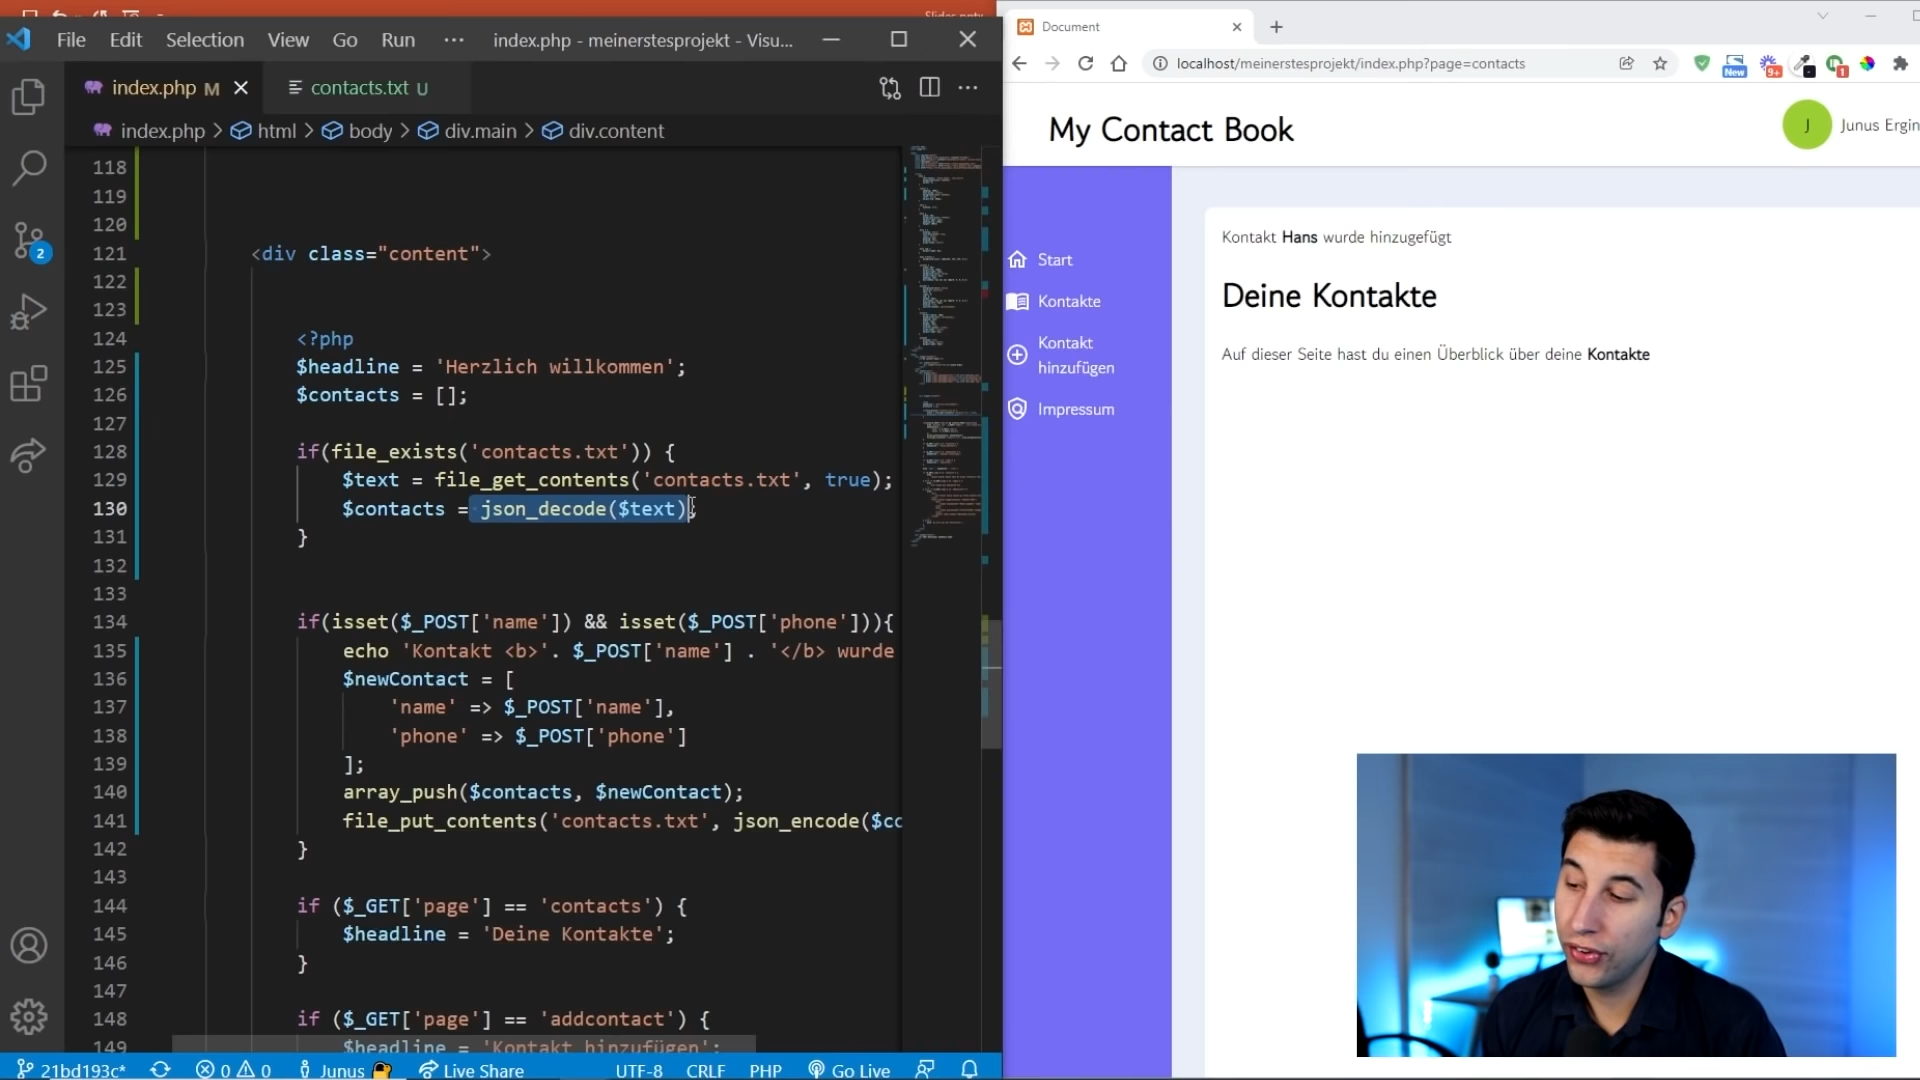 File Edit Selection View Go Run ··· index.php - meinerstesprojekt - Visu...
index.php M contacts.txt U
index.php > html > body > div.main > div.content
118
119
120
121 <div class="content">
122
123
124 <?php
125 $headline = 'Herzlich willkommen';
126 $contacts = [];
127
128 if(file_exists('contacts.txt')) {
129 $text = file_get_contents('contacts.txt', true);
130 $contacts = json_decode($text);
131 }
132
133
134 if(isset($_POST['name']) && isset($_POST['phone'])){
135 echo 'Kontakt <b>'. $_POST['name'] . '</b> wurde
136 $newContact = [
137 'name' => $_POST['name'],
138 'phone' => $_POST['phone']
139 ];
140 array_push($contacts, $newContact);
141 file_put_contents('contacts.txt', json_encode($co
142 }
143
144 if ($_GET['page'] == 'contacts') {
145 $headline = 'Deine Kontakte';
146 }
147
148 if ($_GET['page'] == 'addcontact') {
149 $headline = 'Kontakt hinzufügen';
21bd193c* 0 0 Junus Live Share UTF-8 CRLF PHP Go Live
2
Document
localhost/meinerstesprojekt/index.php?page=contacts
New 9+ 1
My Contact Book
J Junus Ergin
Start
Kontakte
Kontakt
hinzufügen
Impressum
Kontakt Hans wurde hinzugefügt
Deine Kontakte
Auf dieser Seite hast du einen Überblick über deine Kontakte